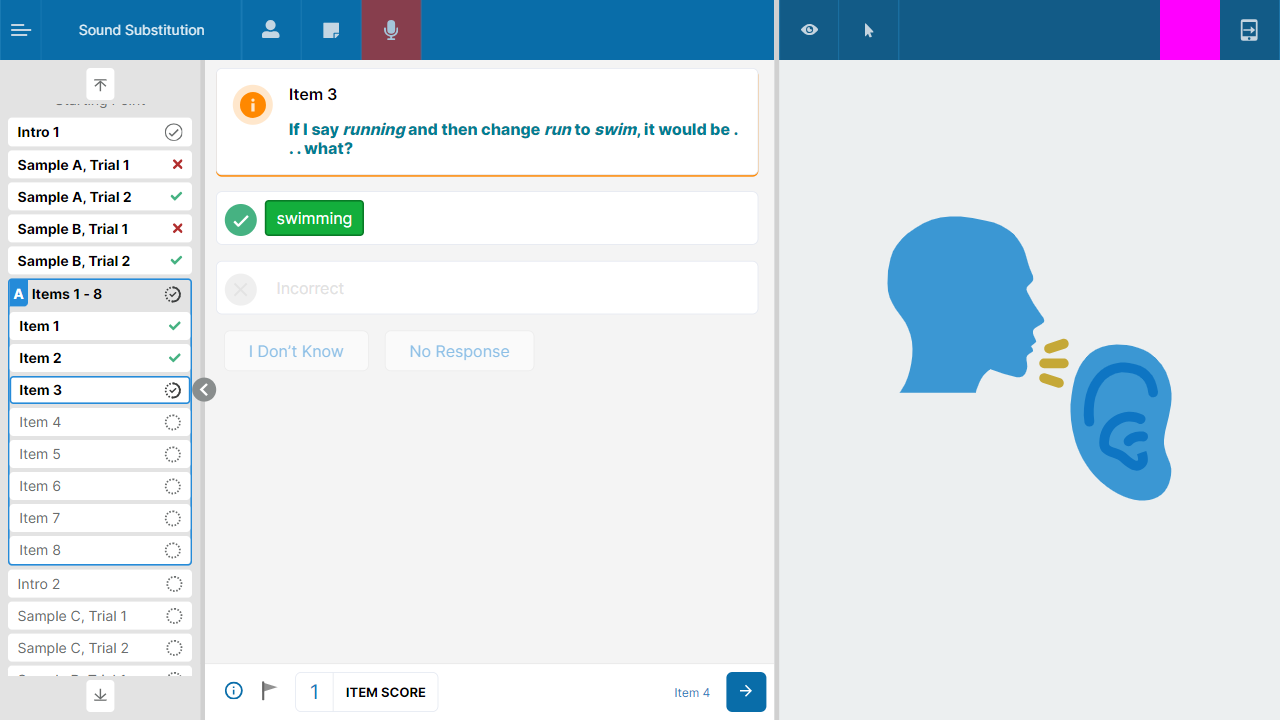 Sound Substitution
Starting Point
Intro 1
Sample A, Trial 1
Sample A, Trial 2
Sample B, Trial 1
Sample B, Trial 2
A Items 1 - 8
Item 1
Item 2
Item 3
Item 4
Item 5
Item 6
Item 7
Item 8
Intro 2
Sample C, Trial 1
Sample C, Trial 2
Item 3
If I say running and then change run to swim, it would be .
. . what?
swimming
Incorrect
I Don't Know No Response
1 ITEM SCORE
Item 4